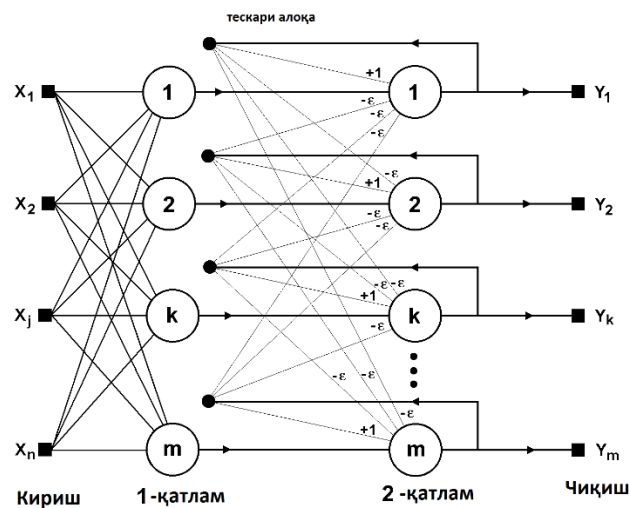 тескари алоқа
X1 1 +1 1 Y1
-ε
-ε
-ε
X2 2 +1 2 Y2
-ε
-ε
-ε -ε
Xj k +1 k Yk
-ε
-ε -ε
-ε
Xn m +1 m Ym
Кириш 1-қатлам 2 -қатлам Чиқиш